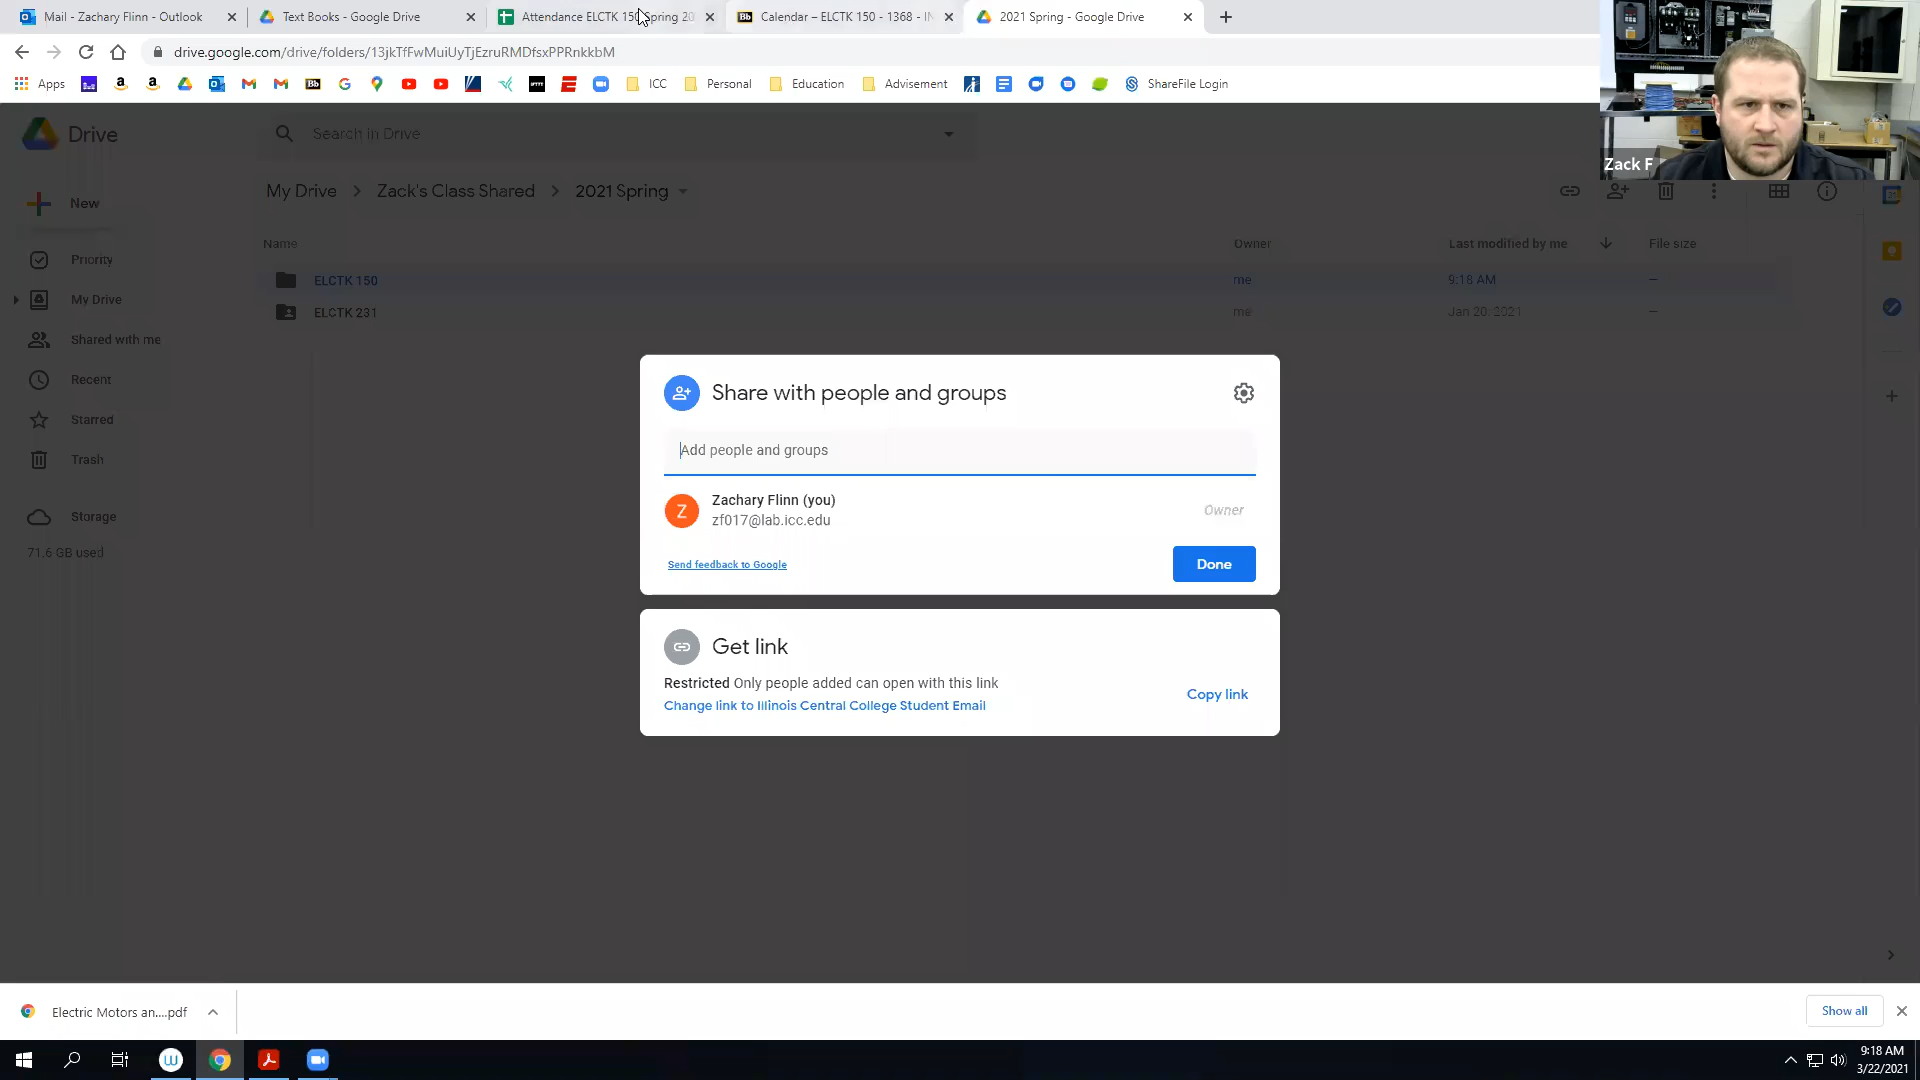 Mail - Zachary Flinn - Outlook
Text Books - Google Drive
Attendance ELCTK 150 Spring 20
Calendar – ELCTK 150 - 1368 - IN
2021 Spring - Google Drive
drive.google.com/drive/folders/13jkTfFwMuiUyTjEzruRMDfsxPPRnkkbM
Apps
ICC
Personal
Education
Advisement
ShareFile Login
Drive
Search in Drive
Zack F
My Drive
Zack's Class Shared
2021 Spring
New
Name
Owner
Last modified by me
File size
Priority
ELCTK 150
me
9:18 AM
–
My Drive
ELCTK 231
me
Jan 20, 2021
–
Shared with me
Recent
Starred
Trash
Storage
71.6 GB used
Share with people and groups
Add people and groups
Zachary Flinn (you)
zf017@lab.icc.edu
Owner
Send feedback to Google
Done
Get link
Restricted Only people added can open with this link
Change link to Illinois Central College Student Email
Copy link
Electric Motors an....pdf
Show all
9:18 AM
3/22/2021